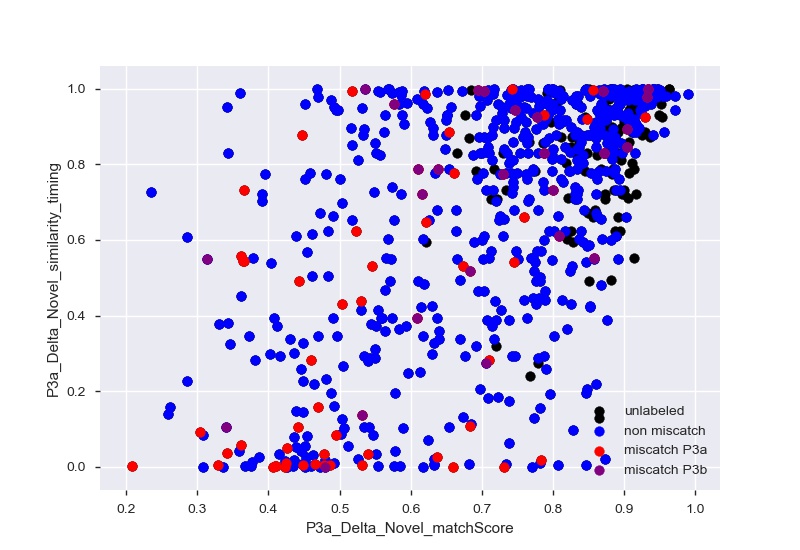 1.0
0.8
0.6
0.4
0.2
0.0
P3a_Delta_Novel_similarity_timing
unlabeled
non miscatch
miscatch P3a
miscatch P3b
0.2 0.3 0.4 0.5 0.6 0.7 0.8 0.9 1.0
P3a_Delta_Novel_matchScore